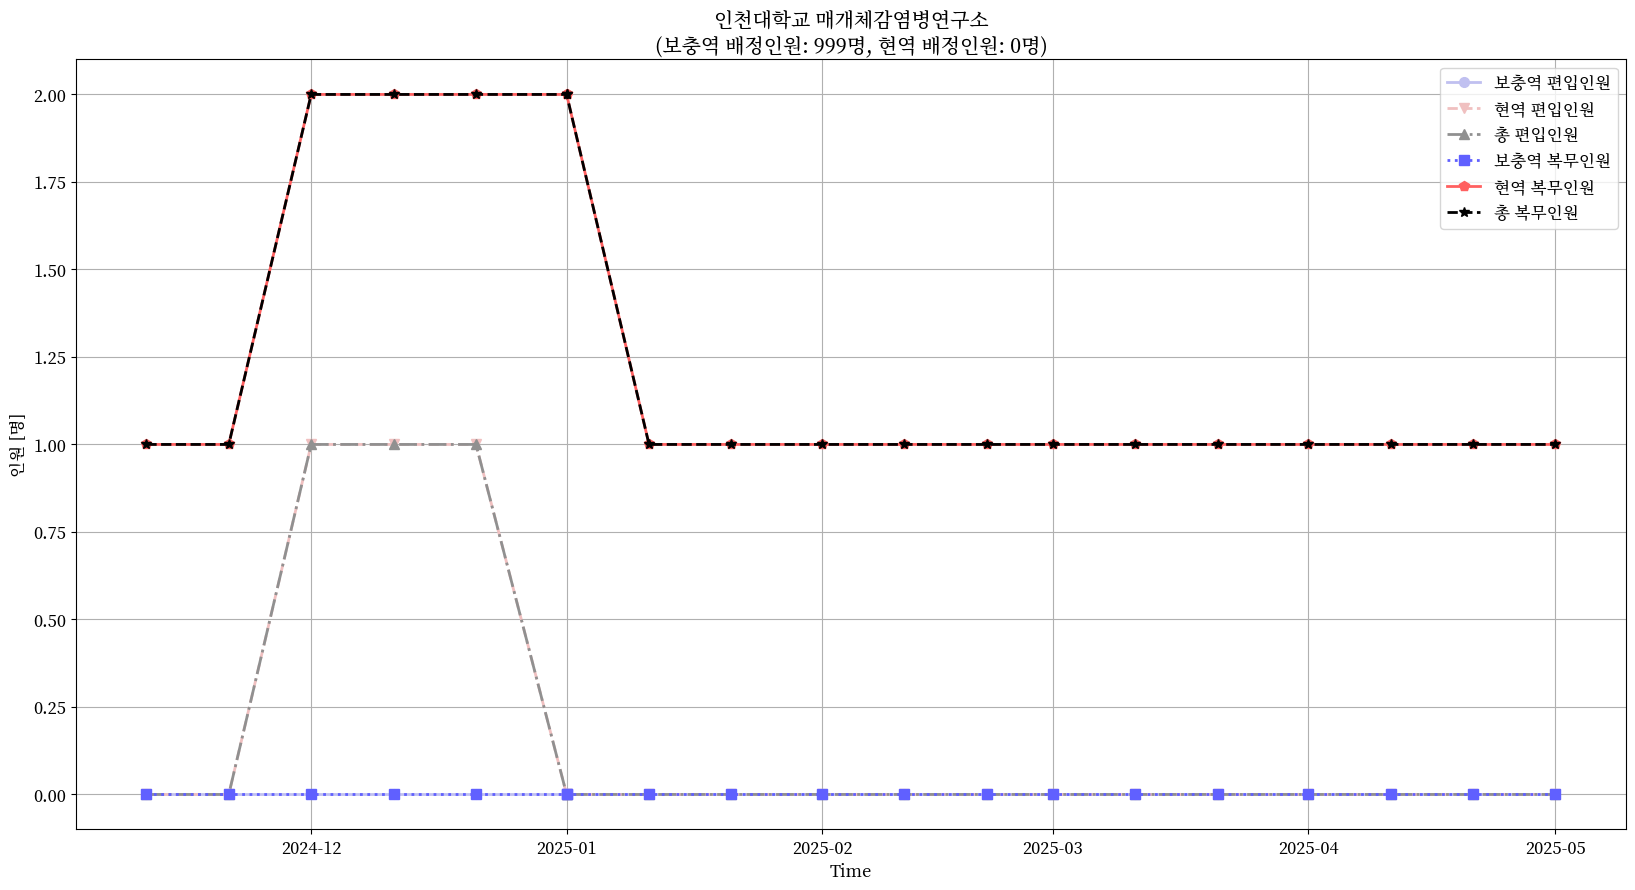 인천대학교 매개체감염병연구소
(보충역 배정인원: 999명, 현역 배정인원: 0명)
보충역 편입인원
현역 편입인원
총 편입인원
보충역 복무인원
현역 복무인원
총 복무인원
2.00
1.75
1.50
1.25
1.00
0.75
0.50
0.25
0.00
인원 [명]
2024-12
2025-01
2025-02
2025-03
2025-04
2025-05
Time